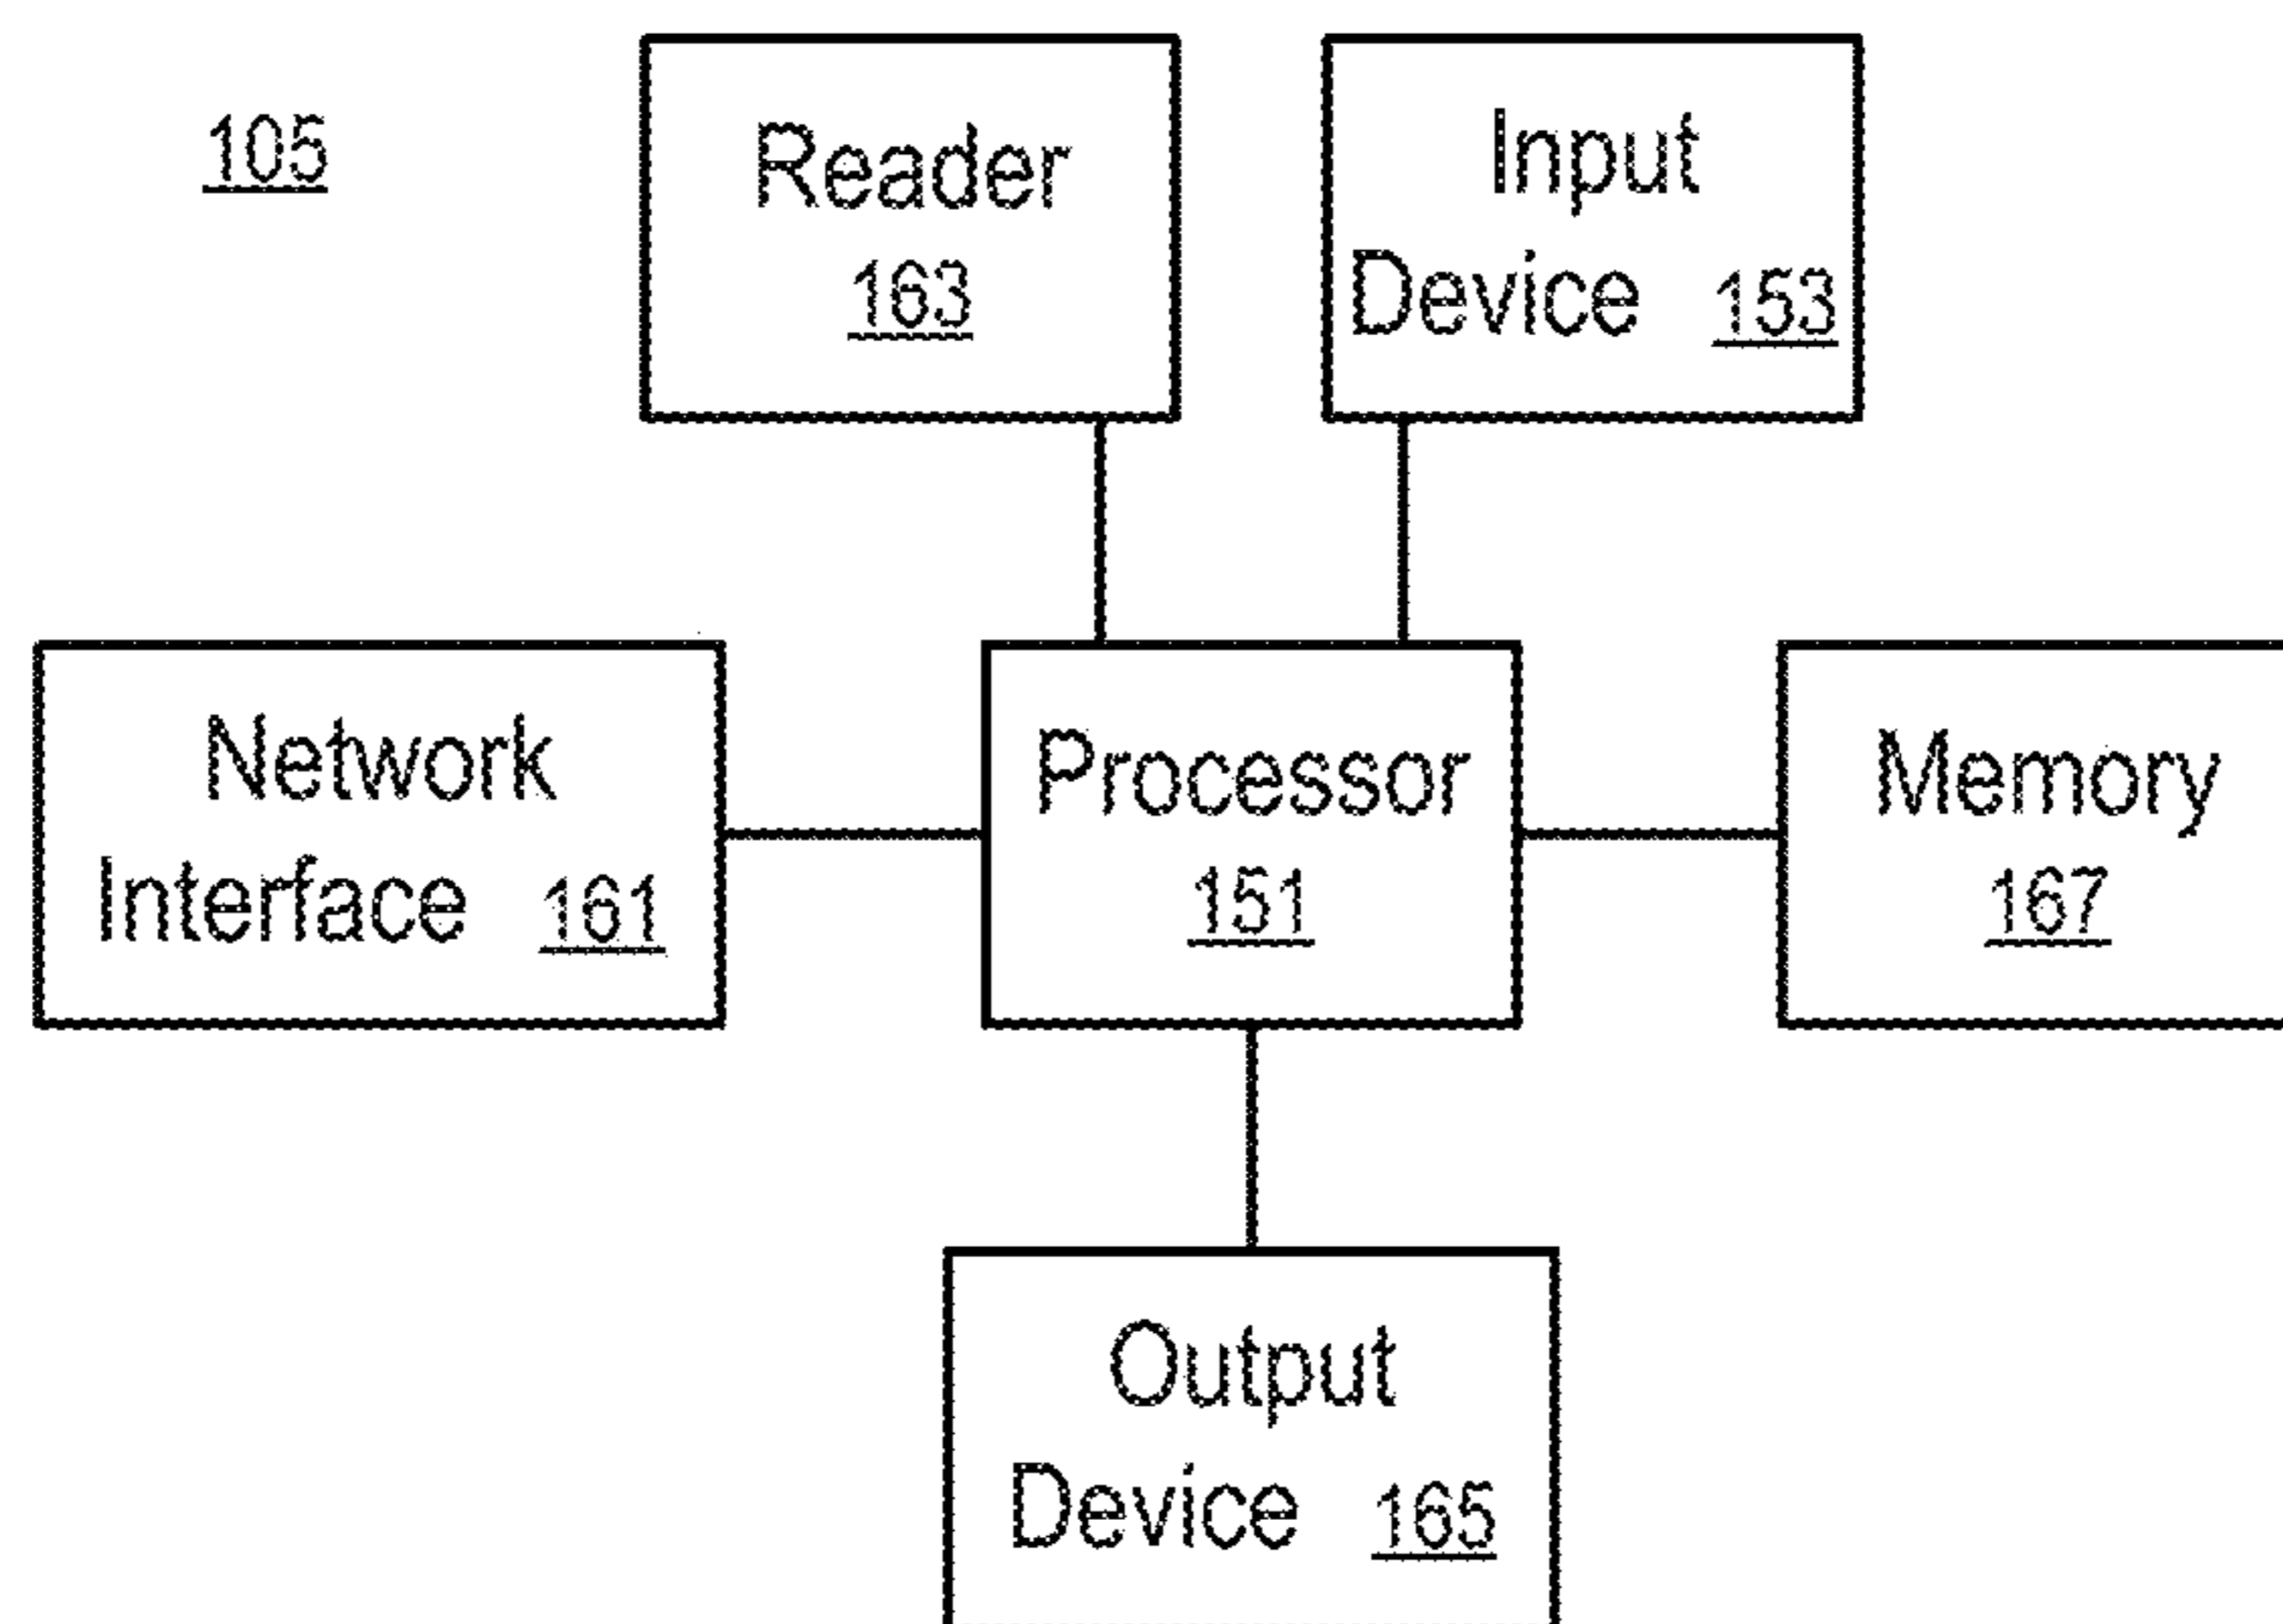 105
Reader
163
Input
Device 153
Network
Interface 161
Processor
151
Memory
167
Output
Device 165